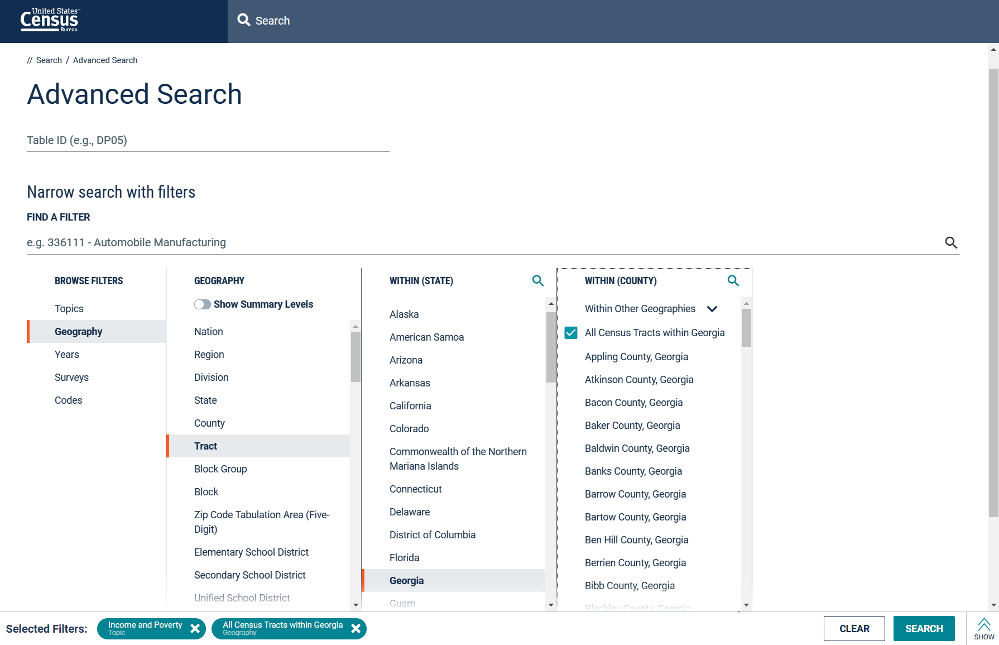 United States™
Census
Bureau
Search
// Search / Advanced Search
Advanced Search
Table ID (e.g., DP05)
Narrow search with filters
FIND A FILTER
e.g. 336111 - Automobile Manufacturing
BROWSE FILTERS
Topics
Geography
Years
Surveys
Codes
GEOGRAPHY
Show Summary Levels
Nation
Region
Division
State
County
Tract
Block Group
Block
Zip Code Tabulation Area (Five-
Digit)
Elementary School District
Secondary School District
Unified School District
WITHIN (STATE)
Alaska
American Samoa
Arizona
Arkansas
California
Colorado
Commonwealth of the Northern
Mariana Islands
Connecticut
Delaware
District of Columbia
Florida
Georgia
Guam
WITHIN (COUNTY)
Within Other Geographies
All Census Tracts within Georgia
Appling County, Georgia
Atkinson County, Georgia
Bacon County, Georgia
Baker County, Georgia
Baldwin County, Georgia
Banks County, Georgia
Barrow County, Georgia
Bartow County, Georgia
Ben Hill County, Georgia
Berrien County, Georgia
Bibb County, Georgia
Bleckley County, Georgia
Selected Filters:
Income and Poverty
Topic
All Census Tracts within Georgia
Geography
CLEAR
SEARCH
SHOW